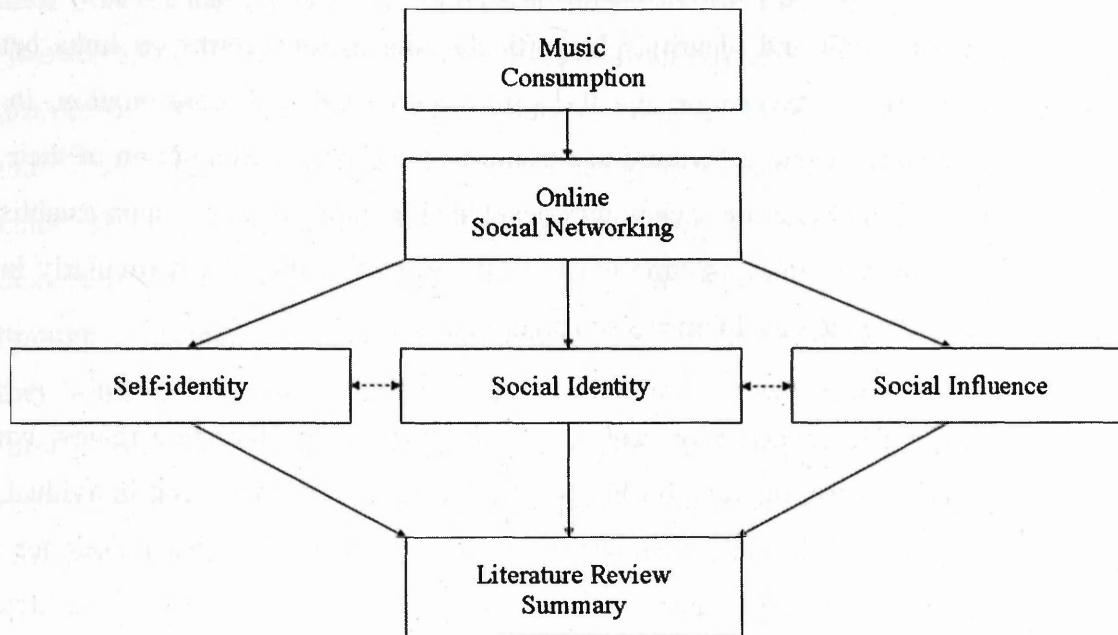 Music
Consumption
Online
Social Networking
Self-identity
Social Identity
Social Influence
Literature Review
Summary